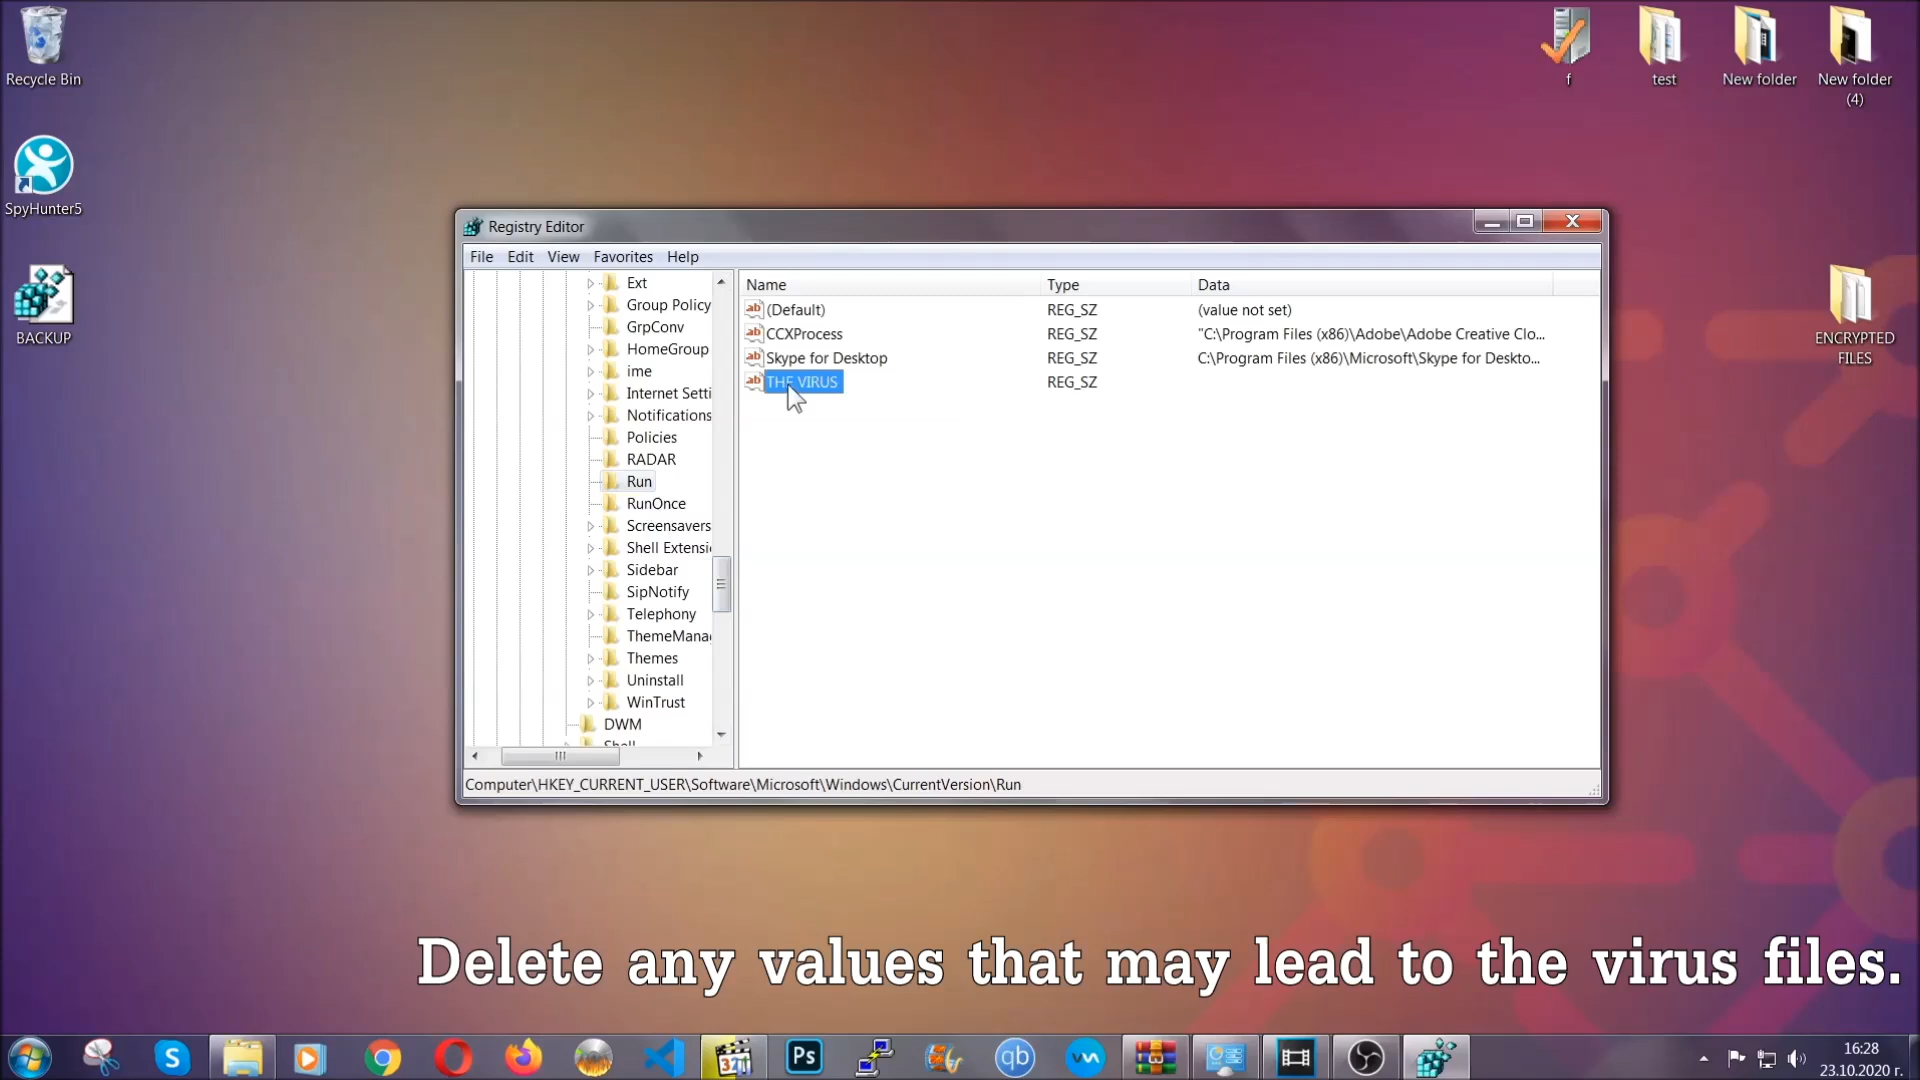 Recycle Bin
f
test
New folder
New folder
(4)
SpyHunter5
BACKUP
ENCRYPTED
FILES
Registry Editor
File Edit View Favorites Help
Ext
Group Policy
GrpConv
HomeGroup
ime
Internet Setti
Notifications
Policies
RADAR
Run
RunOnce
Screensavers
Shell Extensi
Sidebar
SipNotify
Telephony
ThemeManag
Themes
Uninstall
WinTrust
DWM
Shell
Name Type Data
(Default) REG_SZ (value not set)
CCXProcess REG_SZ "C:\Program Files (x86)\Adobe\Adobe Creative Clo...
Skype for Desktop REG_SZ C:\Program Files (x86)\Microsoft\Skype for Deskto...
THE VIRUS REG_SZ
Computer\HKEY_CURRENT_USER\Software\Microsoft\Windows\CurrentVersion\Run
Delete any values that may lead to the virus files.
S
321
Ps
qb
16:28
23.10.2020 г.